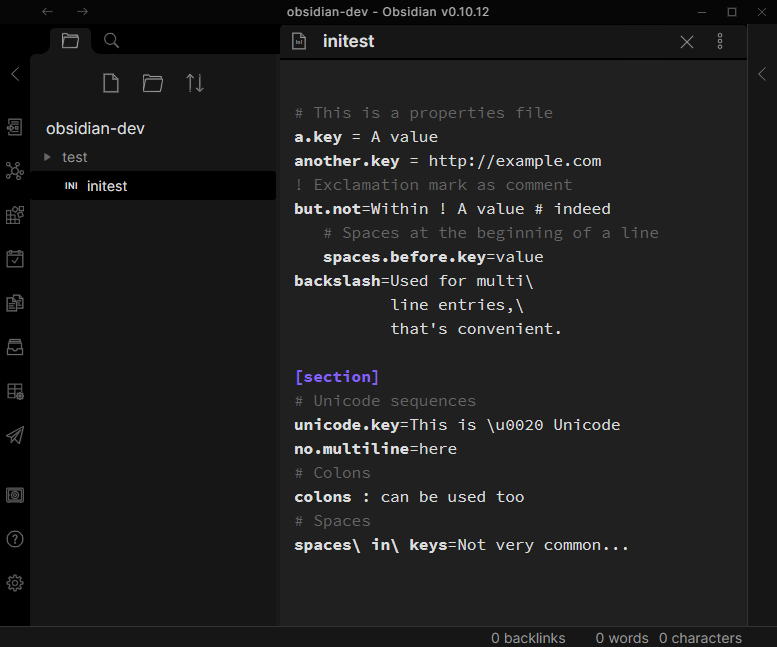 obsidian-dev - Obsidian v0.10.12
initest
obsidian-dev
test
INI initest
# This is a properties file
a.key = A value
another.key = http://example.com
! Exclamation mark as comment
but.not=Within ! A value # indeed
# Spaces at the beginning of a line
spaces.before.key=value
backslash=Used for multi\
line entries,\
that's convenient.
[section]
# Unicode sequences
unicode.key=This is \u0020 Unicode
no.multiline=here
# Colons
colons : can be used too
# Spaces
spaces\ in\ keys=Not very common...
0 backlinks 0 words 0 characters